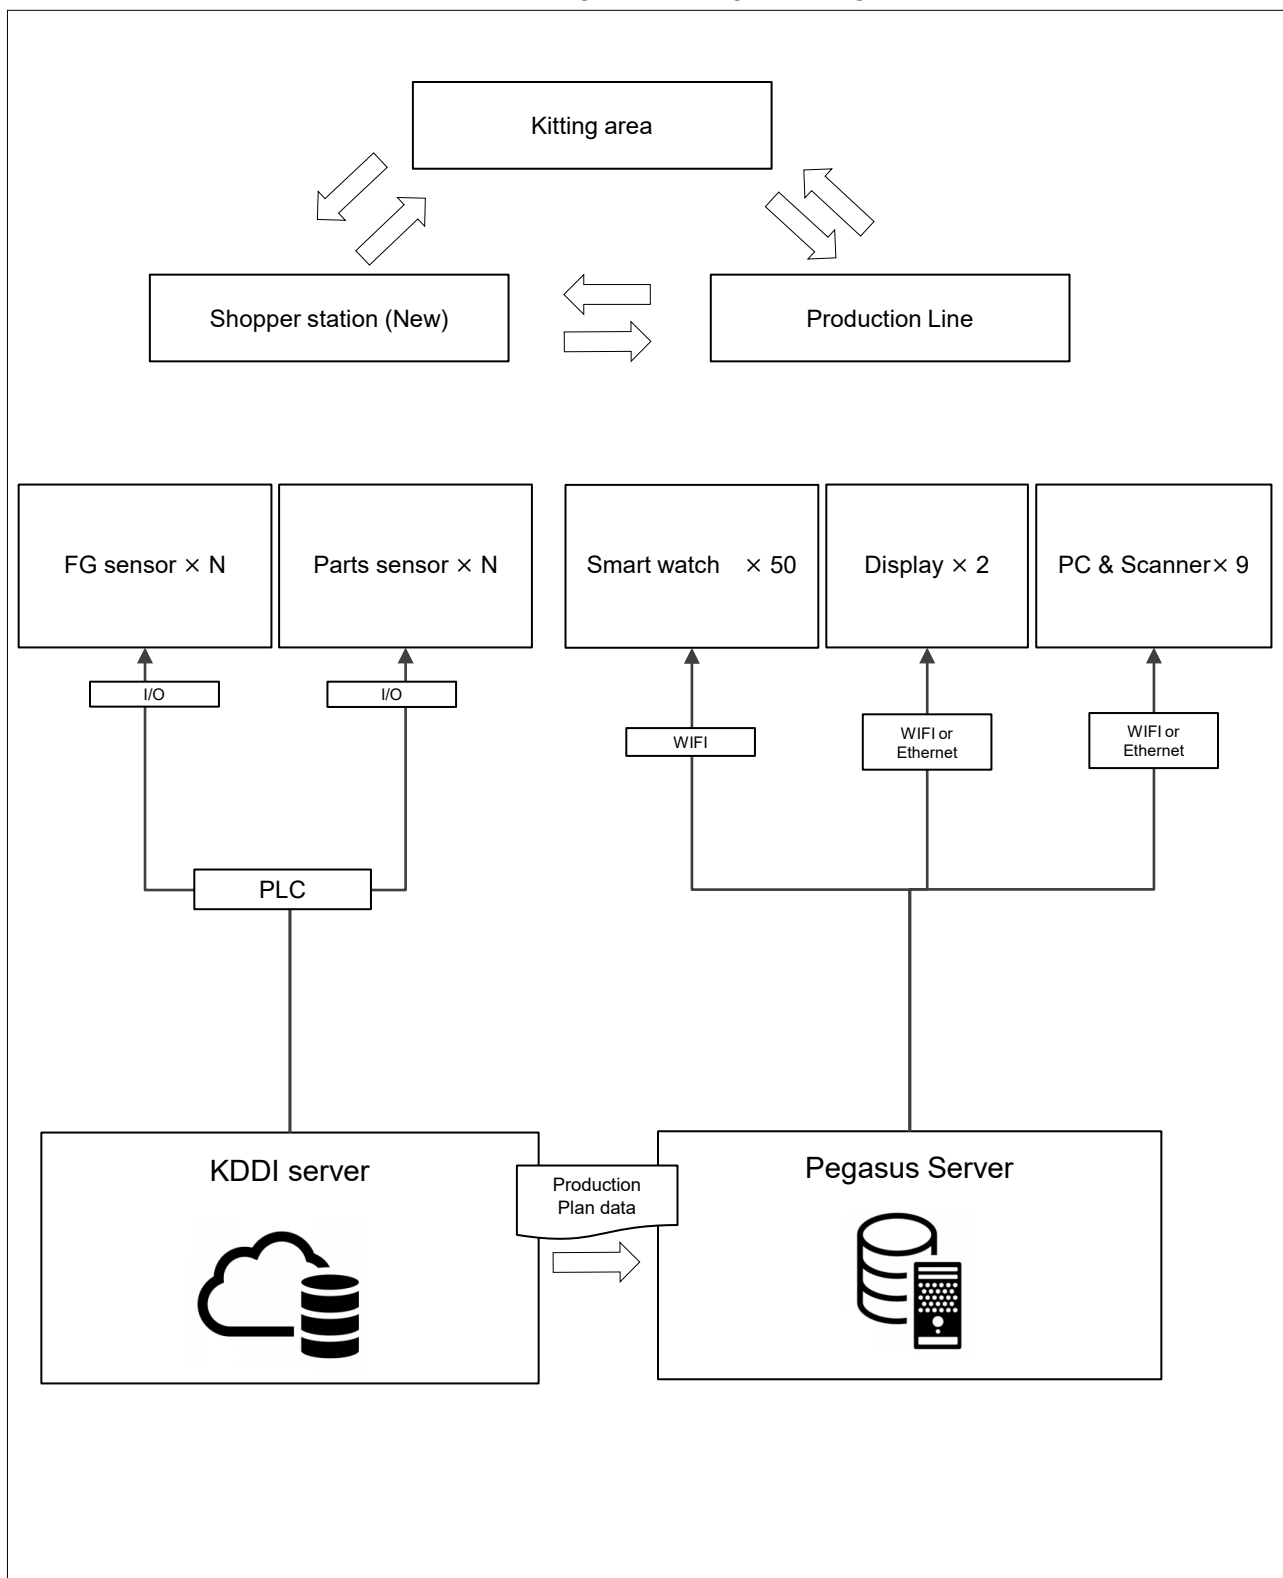 Kitting area
Shopper station (New)
Production Line
FG sensor × N
Parts sensor × N
Smart watch × 50
Display × 2
PC & Scanner× 9
I/O
I/O
WIFI
WIFI or
Ethernet
WIFI or
Ethernet
PLC
KDDI server
Production
Plan data
Pegasus Server